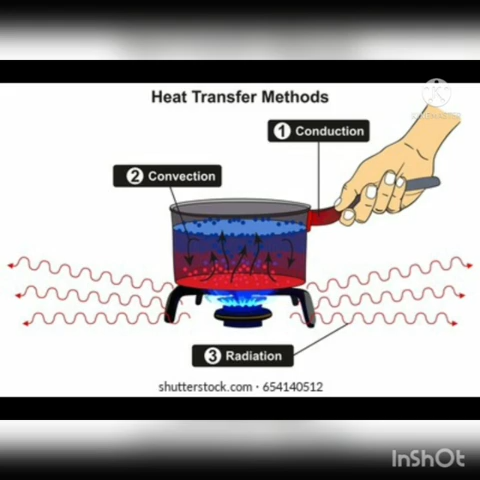 Heat Transfer Methods
1 Conduction
2 Convection
3 Radiation
shutterstock.com · 654140512
InShOt